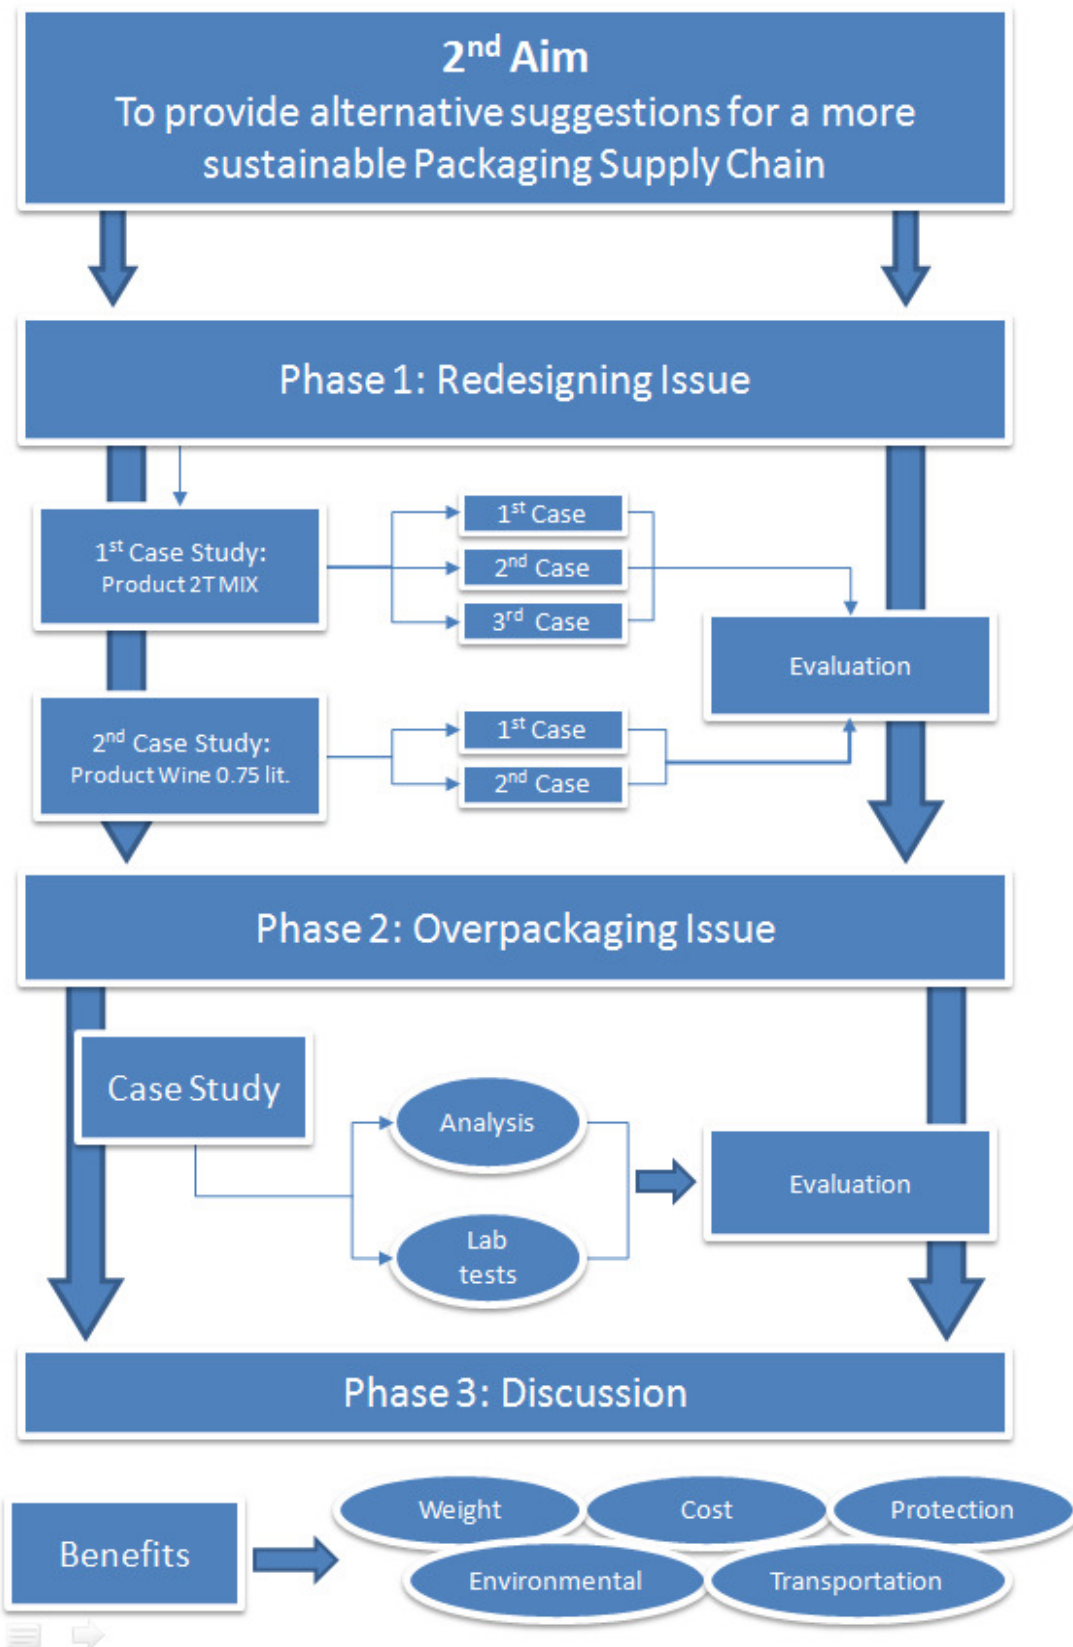 2nd Aim
To provide alternative suggestions for a more
sustainable Packaging Supply Chain
Phase 1: Redesigning Issue
1st Case Study:
Product 2T MIX
1st Case
2nd Case
3rd Case
Evaluation
2nd Case Study:
Product Wine 0.75 lit.
1st Case
2nd Case
Phase 2: Overpackaging Issue
Case Study
Analysis
Lab
tests
Evaluation
Phase 3: Discussion
Benefits
Weight
Cost
Protection
Environmental
Transportation